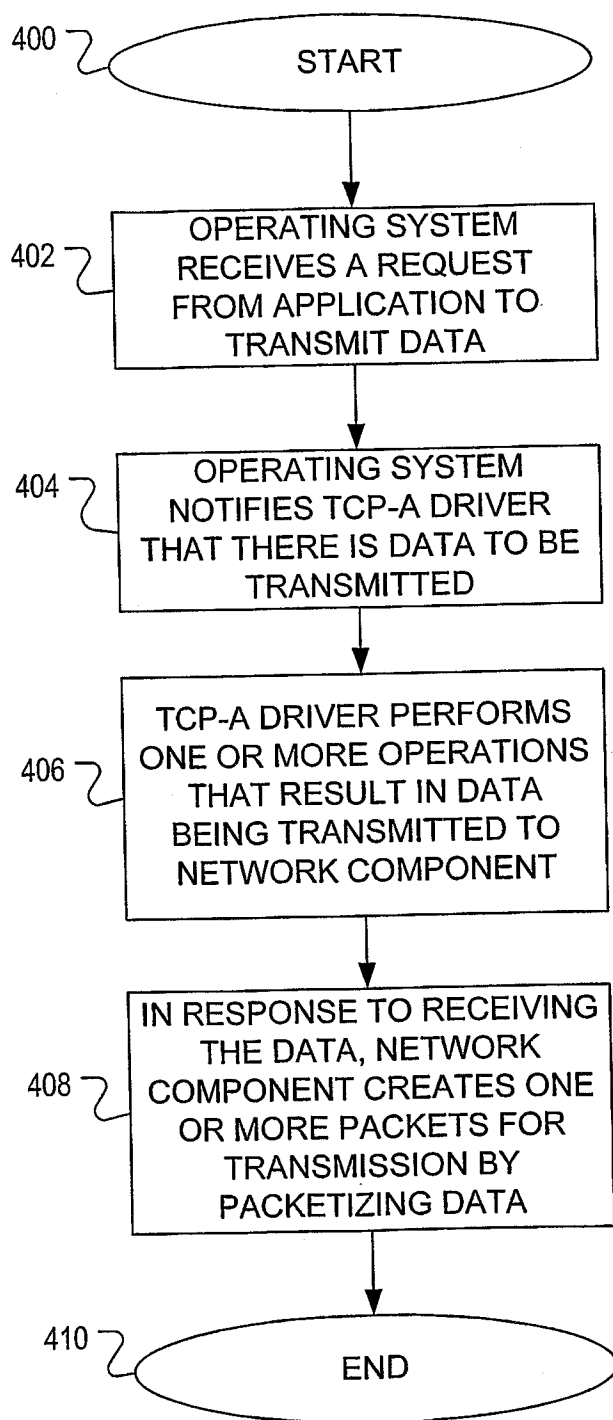 400
START
402
OPERATING SYSTEM
RECEIVES A REQUEST
FROM APPLICATION TO
TRANSMIT DATA
404
OPERATING SYSTEM
NOTIFIES TCP-A DRIVER
THAT THERE IS DATA TO BE
TRANSMITTED
406
TCP-A DRIVER PERFORMS
ONE OR MORE OPERATIONS
THAT RESULT IN DATA
BEING TRANSMITTED TO
NETWORK COMPONENT
408
IN RESPONSE TO RECEIVING
THE DATA, NETWORK
COMPONENT CREATES ONE
OR MORE PACKETS FOR
TRANSMISSION BY
PACKETIZING DATA
410
END